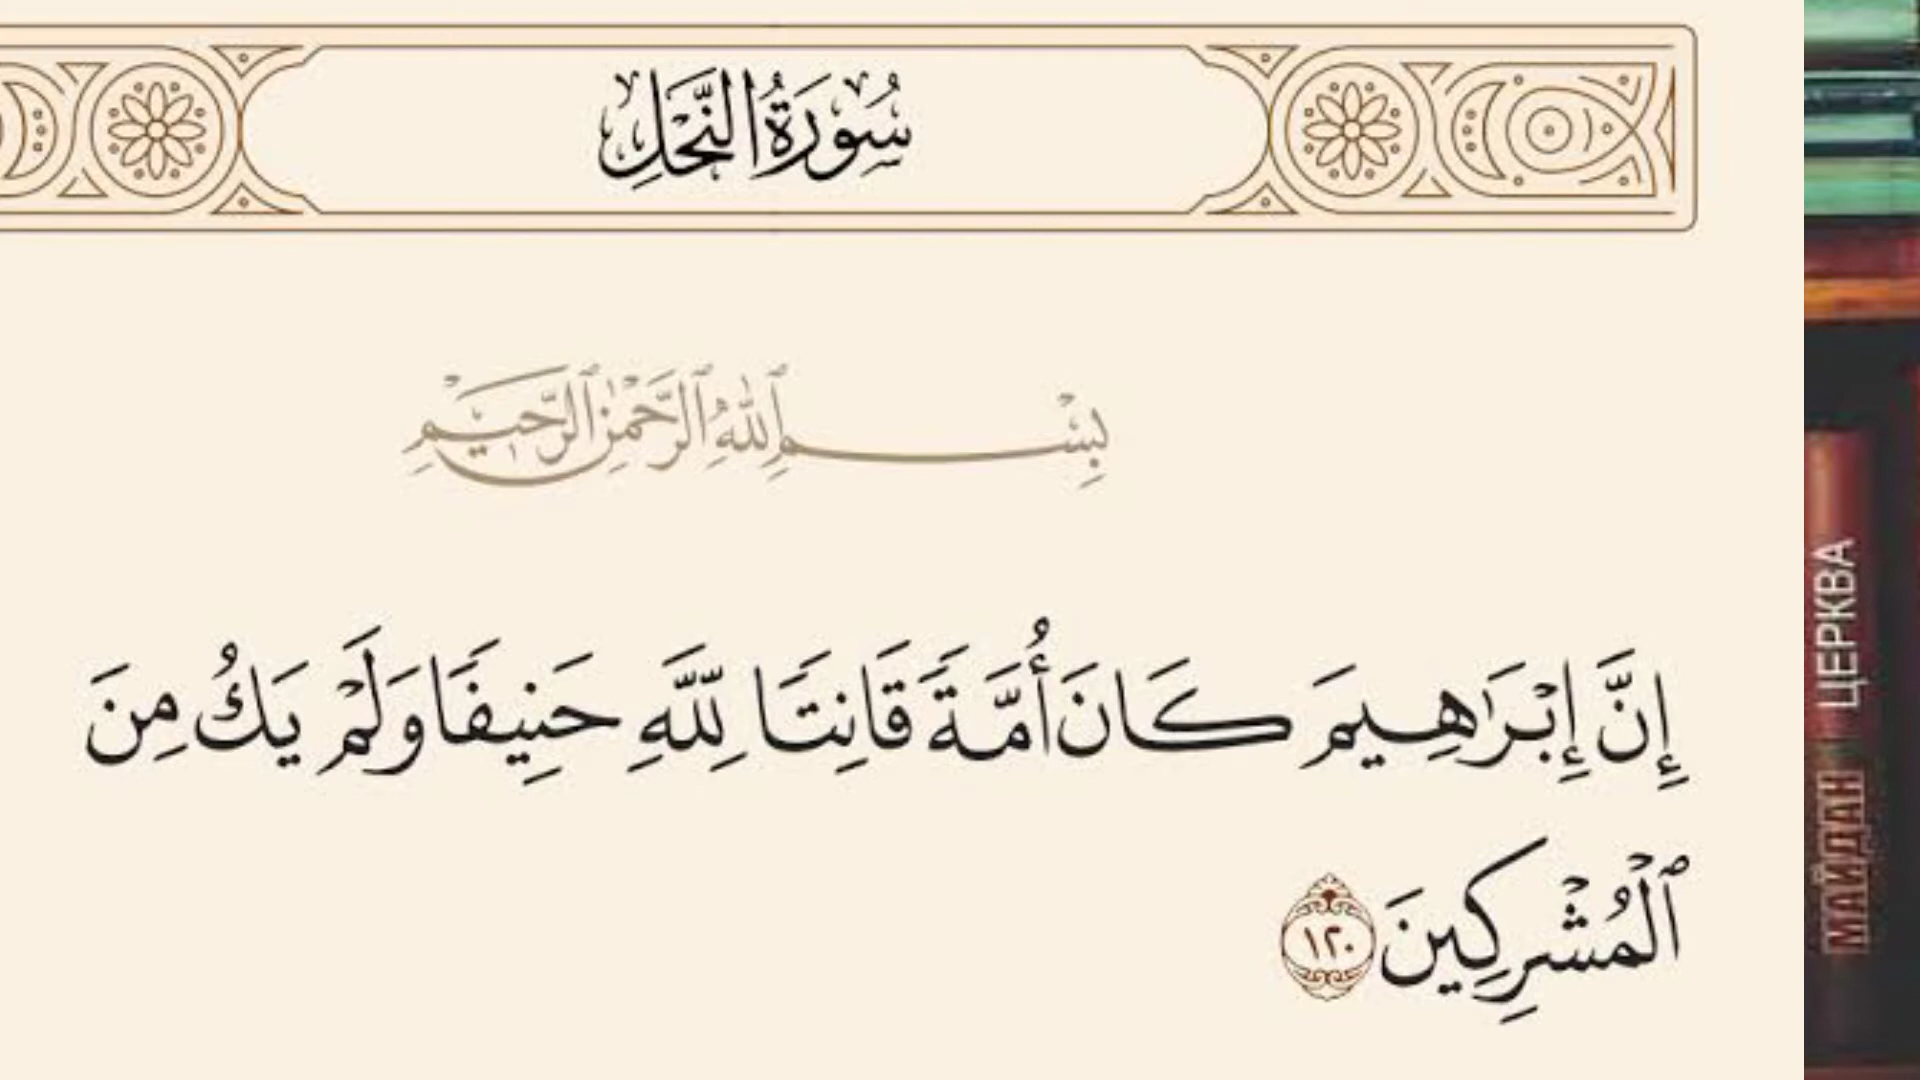 سُورَةُ النَّحْلِ
بِسْمِ ٱللَّهِ ٱلرَّحْمَٰنِ ٱلرَّحِيمِ
إِنَّ إِبْرَٰهِيمَ كَانَ أُمَّةً قَانِتًا لِّلَّهِ حَنِيفًا وَلَمْ يَكُ مِنَ
ٱلْمُشْرِكِينَ ١٢٠
МАЙДАН ЦЕРКВА